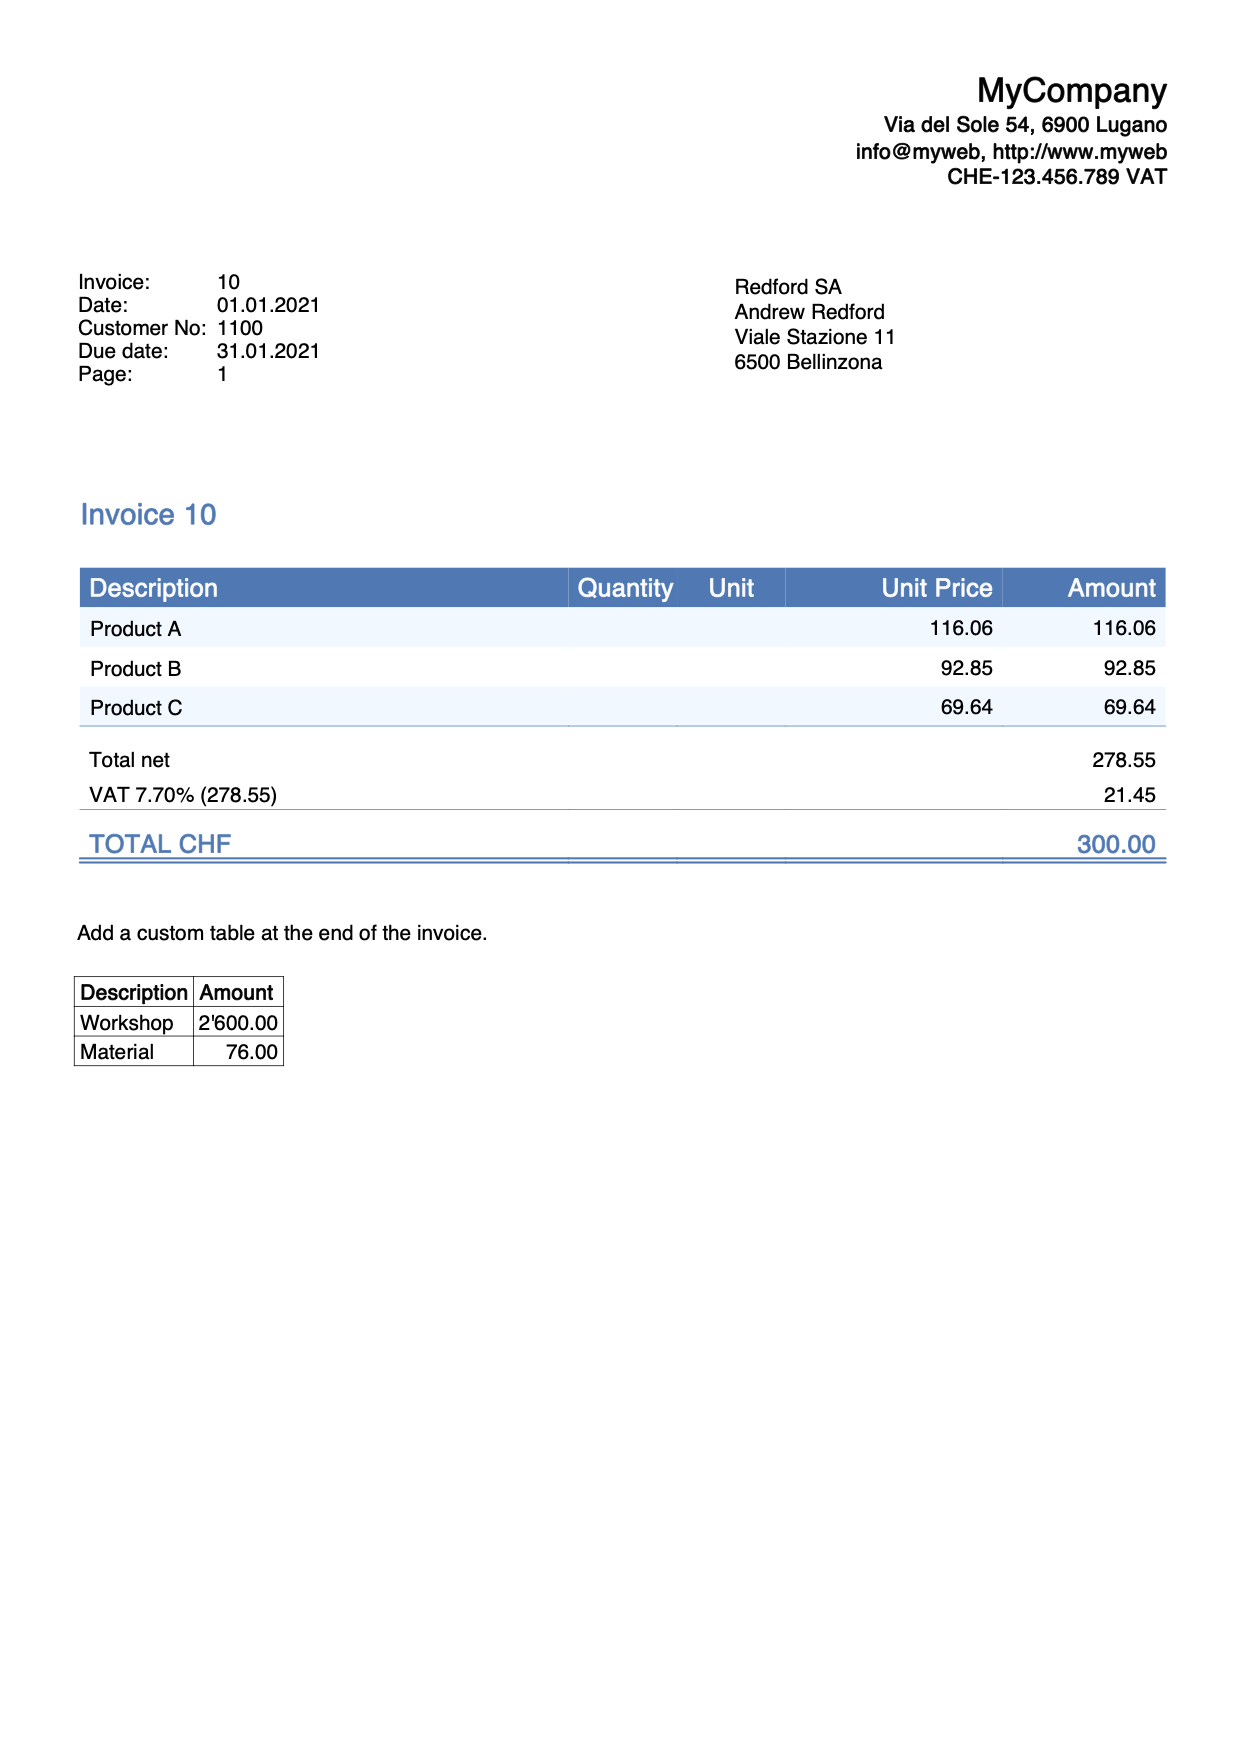 MyCompany
Via del Sole 54, 6900 Lugano
info@myweb, http://www.myweb
CHE-123.456.789 VAT
Invoice: 10
Date: 01.01.2021
Customer No: 1100
Due date: 31.01.2021
Page: 1
Redford SA
Andrew Redford
Viale Stazione 11
6500 Bellinzona
Invoice 10
Description Quantity Unit Unit Price Amount
Product A 116.06 116.06
Product B 92.85 92.85
Product C 69.64 69.64
Total net 278.55
VAT 7.70% (278.55) 21.45
TOTAL CHF 300.00
Add a custom table at the end of the invoice.
Description Amount
Workshop 2'600.00
Material 76.00